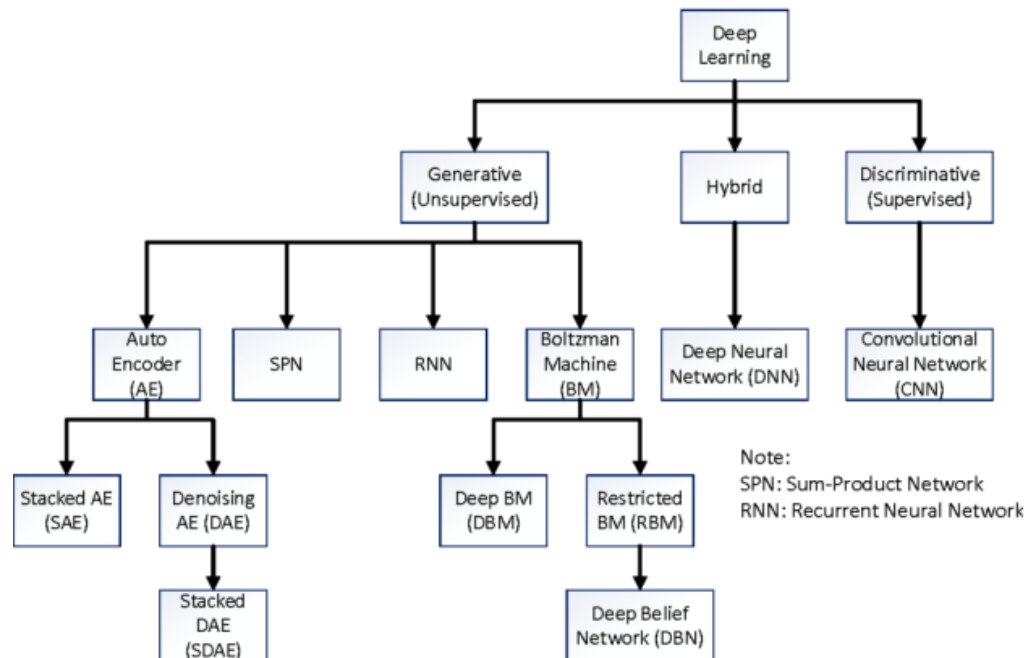 Deep
Learning
Generative
(Unsupervised)
Hybrid
Discriminative
(Supervised)
Auto
Encoder
(AE)
SPN
RNN
Boltzman
Machine
(BM)
Deep Neural
Network (DNN)
Convolutional
Neural Network
(CNN)
Stacked AE
(SAE)
Denoising
AE (DAE)
Deep BM
(DBM)
Restricted
BM (RBM)
Note:
SPN: Sum-Product Network
RNN: Recurrent Neural Network
Stacked
DAE
(SDAE)
Deep Belief
Network (DBN)